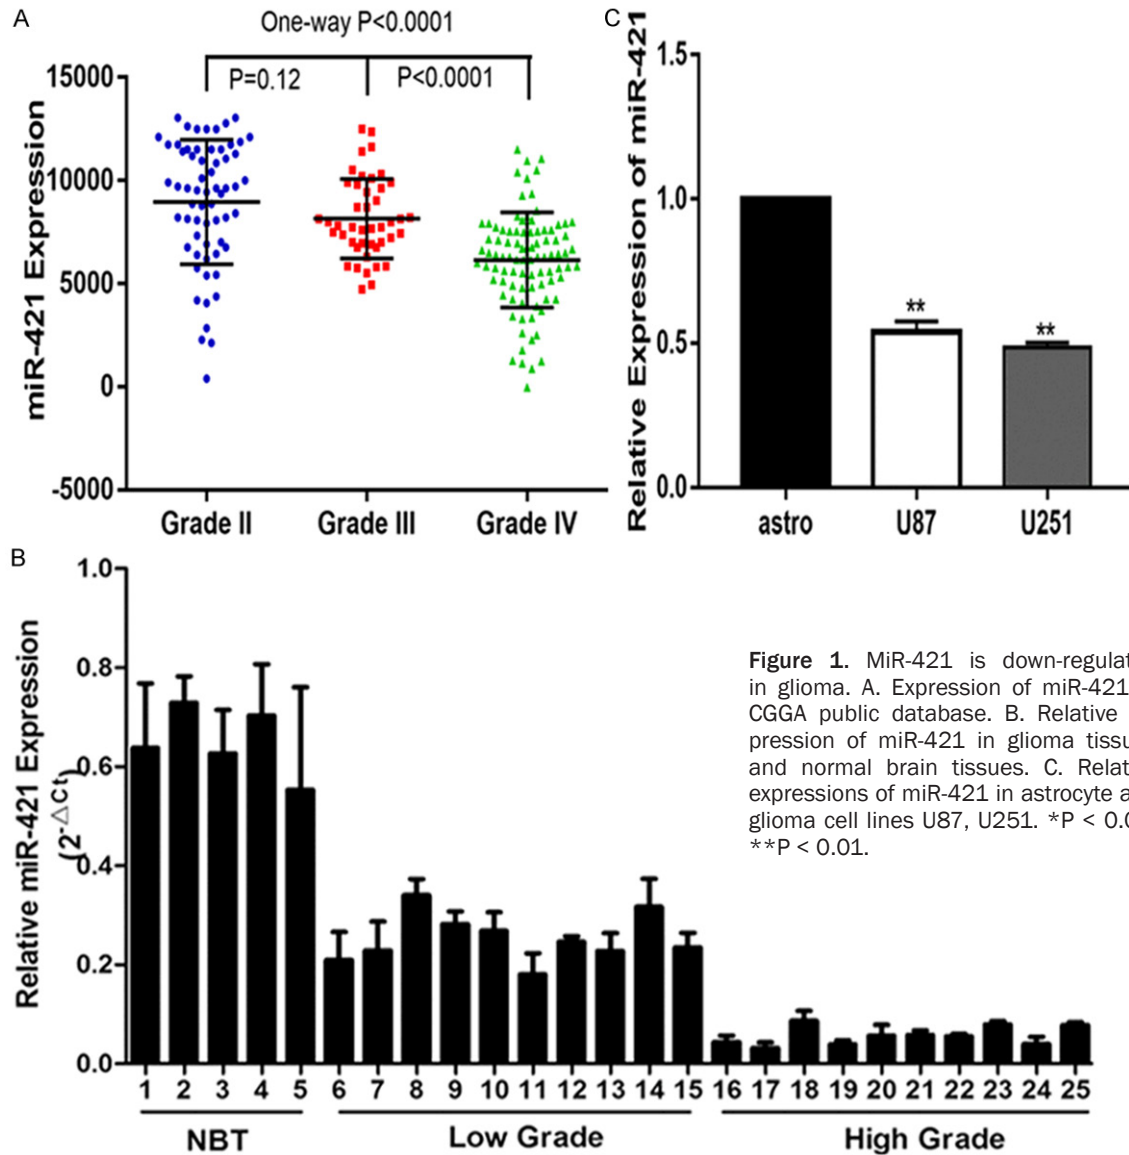 A
One-way P<0.0001
P=0.12
P<0.0001
miR-421 Expression
15000
10000
5000
0
-5000
Grade II
Grade III
Grade IV
C
Relative Expression of miR-421
1.5
1.0
0.5
0.0
**
**
astro
U87
U251
B
Relative miR-421 Expression
(2-△Ct)
1.0
0.8
0.6
0.4
0.2
0.0
1 2 3 4 5 6 7 8 9 10 11 12 13 14 15 16 17 18 19 20 21 22 23 24 25
NBT
Low Grade
High Grade
Figure 1. MiR-421 is down-regulat
in glioma. A. Expression of miR-421
CGGA public database. B. Relative
pression of miR-421 in glioma tissu
and normal brain tissues. C. Relat
expressions of miR-421 in astrocyte a
glioma cell lines U87, U251. *P < 0.0
**P < 0.01.